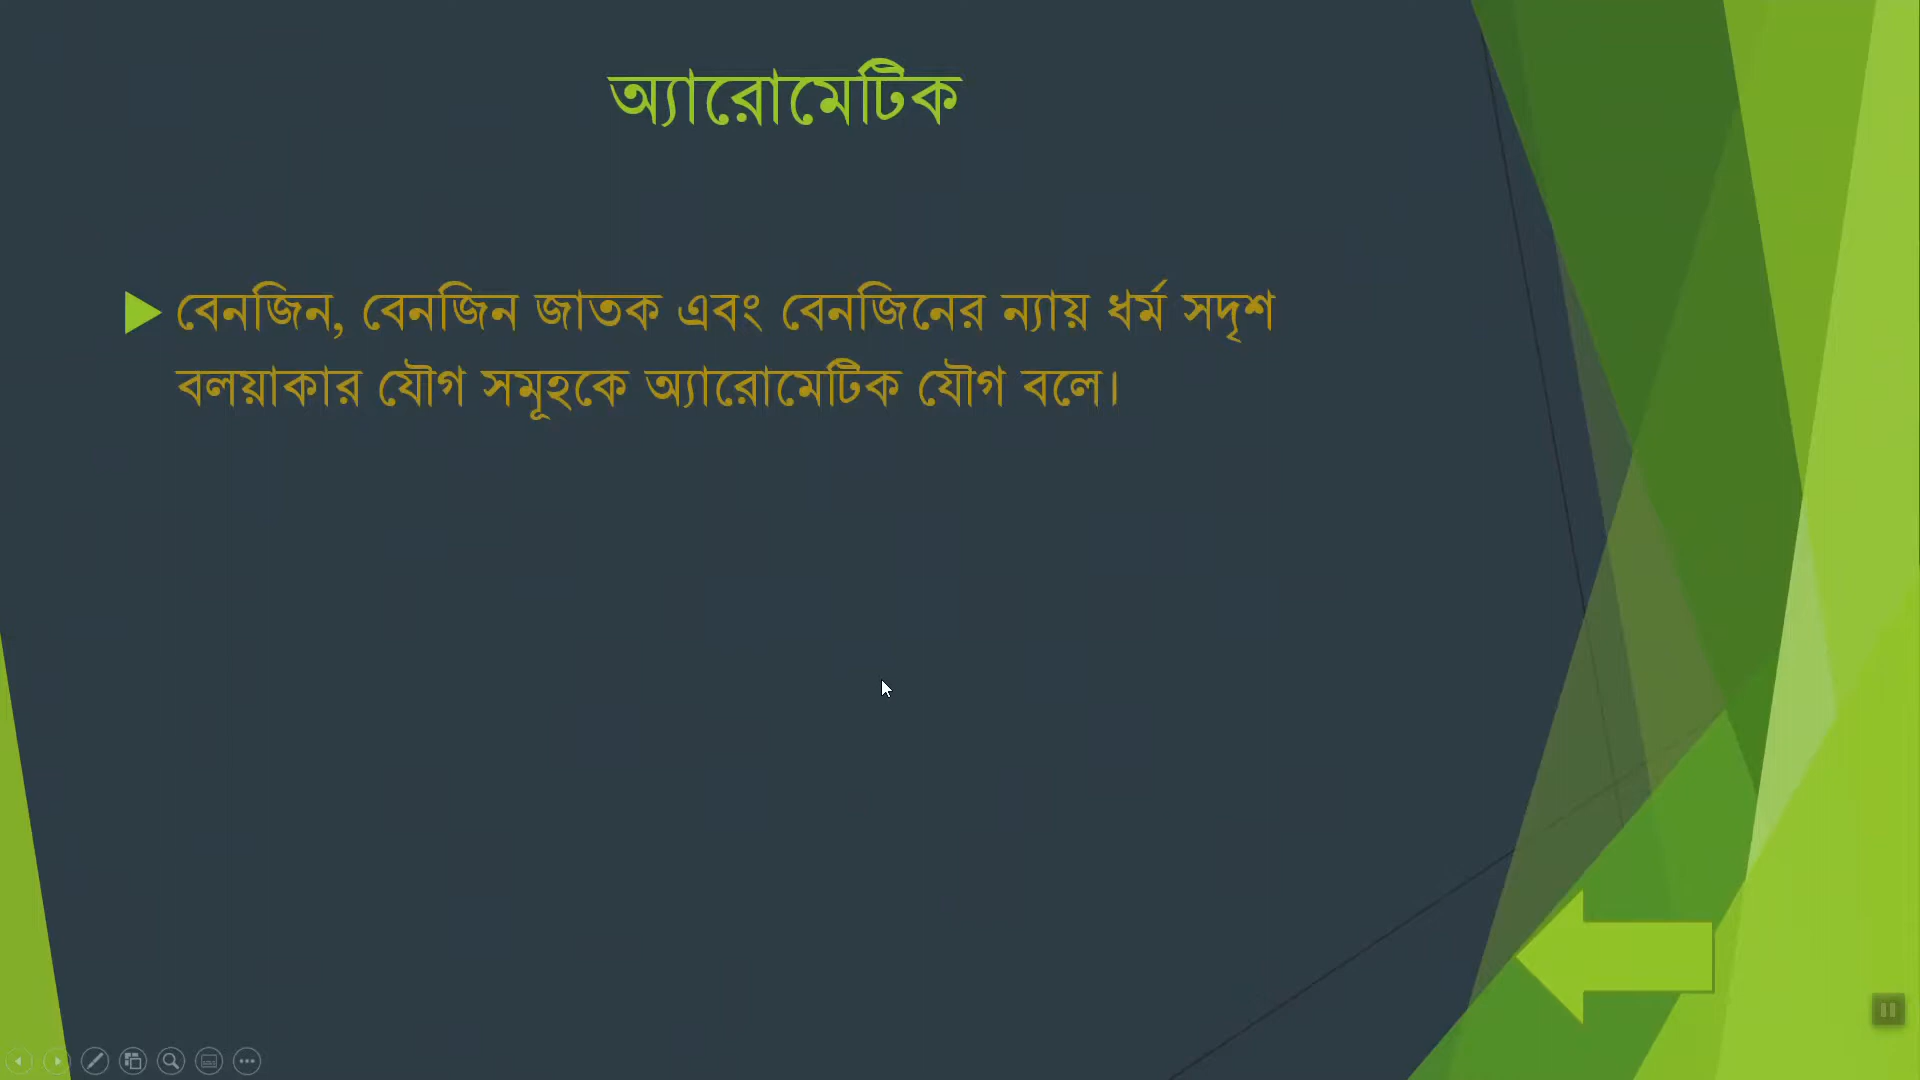 অ্যারোমেটিক
বেনজিন, বেনজিন জাতক এবং বেনজিনের ন্যায় ধর্ম সদৃশ
বলয়াকার যৌগ সমূহকে অ্যারোমেটিক যৌগ বলে।